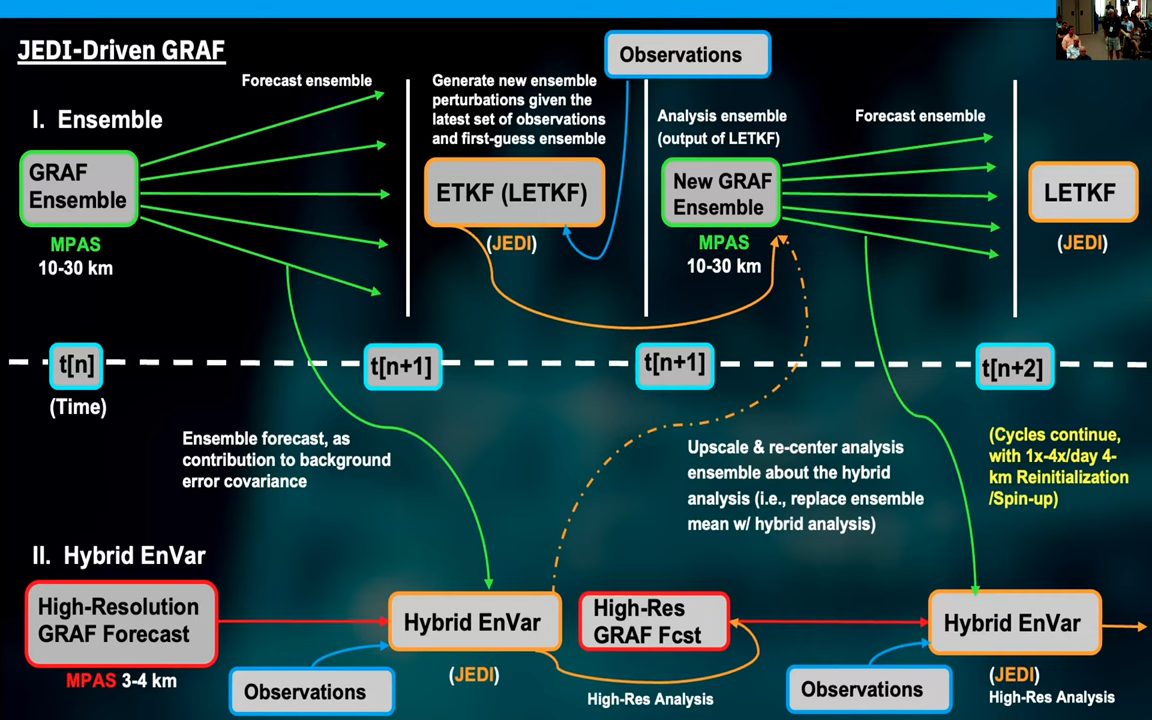 JEDI-Driven GRAF
Observations
Forecast ensemble
Generate new ensemble
perturbations given the
latest set of observations
and first-guess ensemble
Analysis ensemble
(output of LETKF)
Forecast ensemble
I. Ensemble
GRAF
Ensemble
ETKF (LETKF)
New GRAF
Ensemble
LETKF
MPAS
10-30 km
(JEDI)
MPAS
10-30 km
(JEDI)
t[n]
t[n+1]
t[n+1]
t[n+2]
(Time)
Ensemble forecast, as
contribution to background
error covariance
Upscale & re-center analysis
ensemble about the hybrid
analysis (i.e., replace ensemble
mean w/ hybrid analysis)
(Cycles continue,
with 1x-4x/day 4-
km Reinitialization
/Spin-up)
II. Hybrid EnVar
High-Resolution
GRAF Forecast
Hybrid EnVar
High-Res
GRAF Fcst
Hybrid EnVar
MPAS 3-4 km
Observations
(JEDI)
High-Res Analysis
Observations
(JEDI)
High-Res Analysis